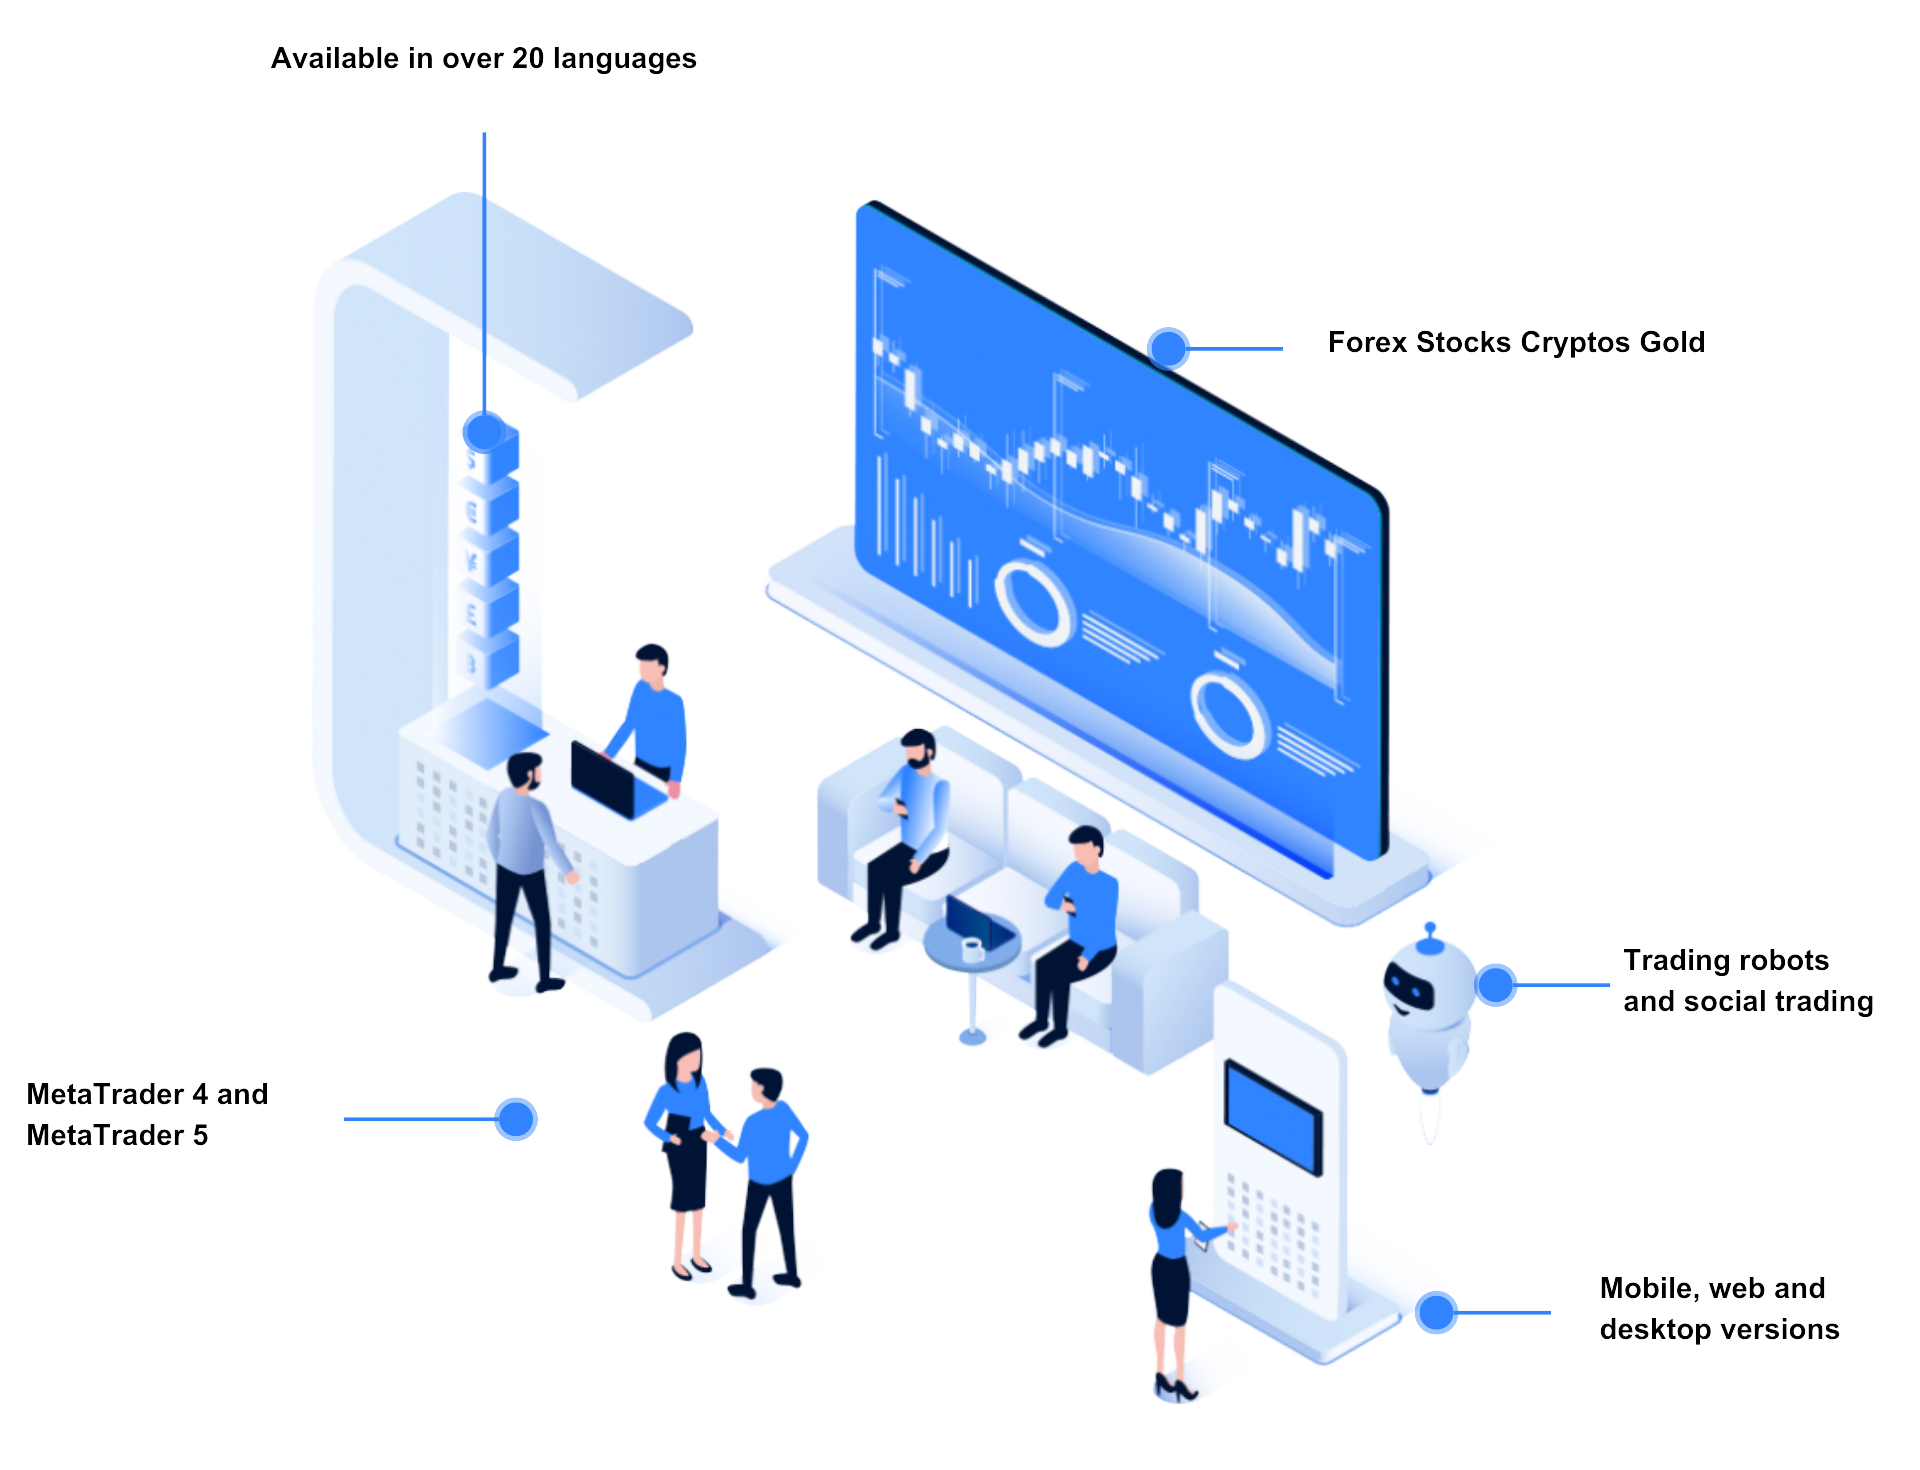 Available in over 20 languages
Forex Stocks Cryptos Gold
Trading robots
and social trading
MetaTrader 4 and
MetaTrader 5
Mobile, web and
desktop versions